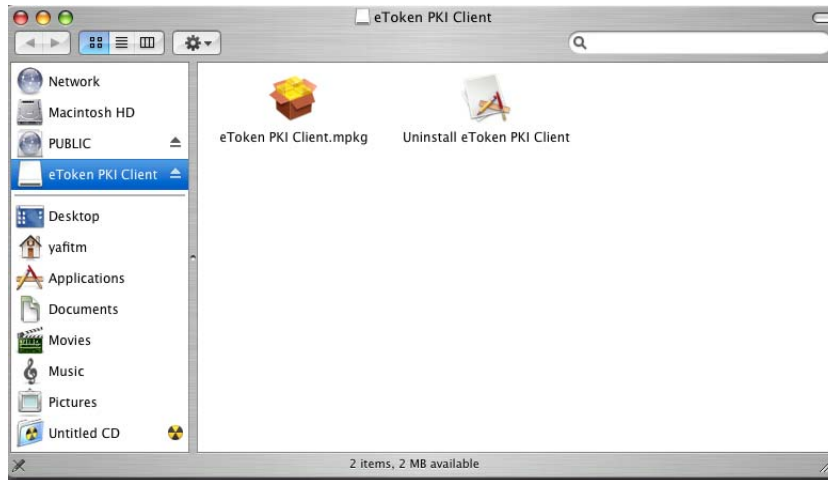 eToken PKI Client
Network
Macintosh HD
PUBLIC
eToken PKI Client
Desktop
yafitm
Applications
Documents
Movies
Music
Pictures
Untitled CD
eToken PKI Client.mpkg
Uninstall eToken PKI Client
2 items, 2 MB available